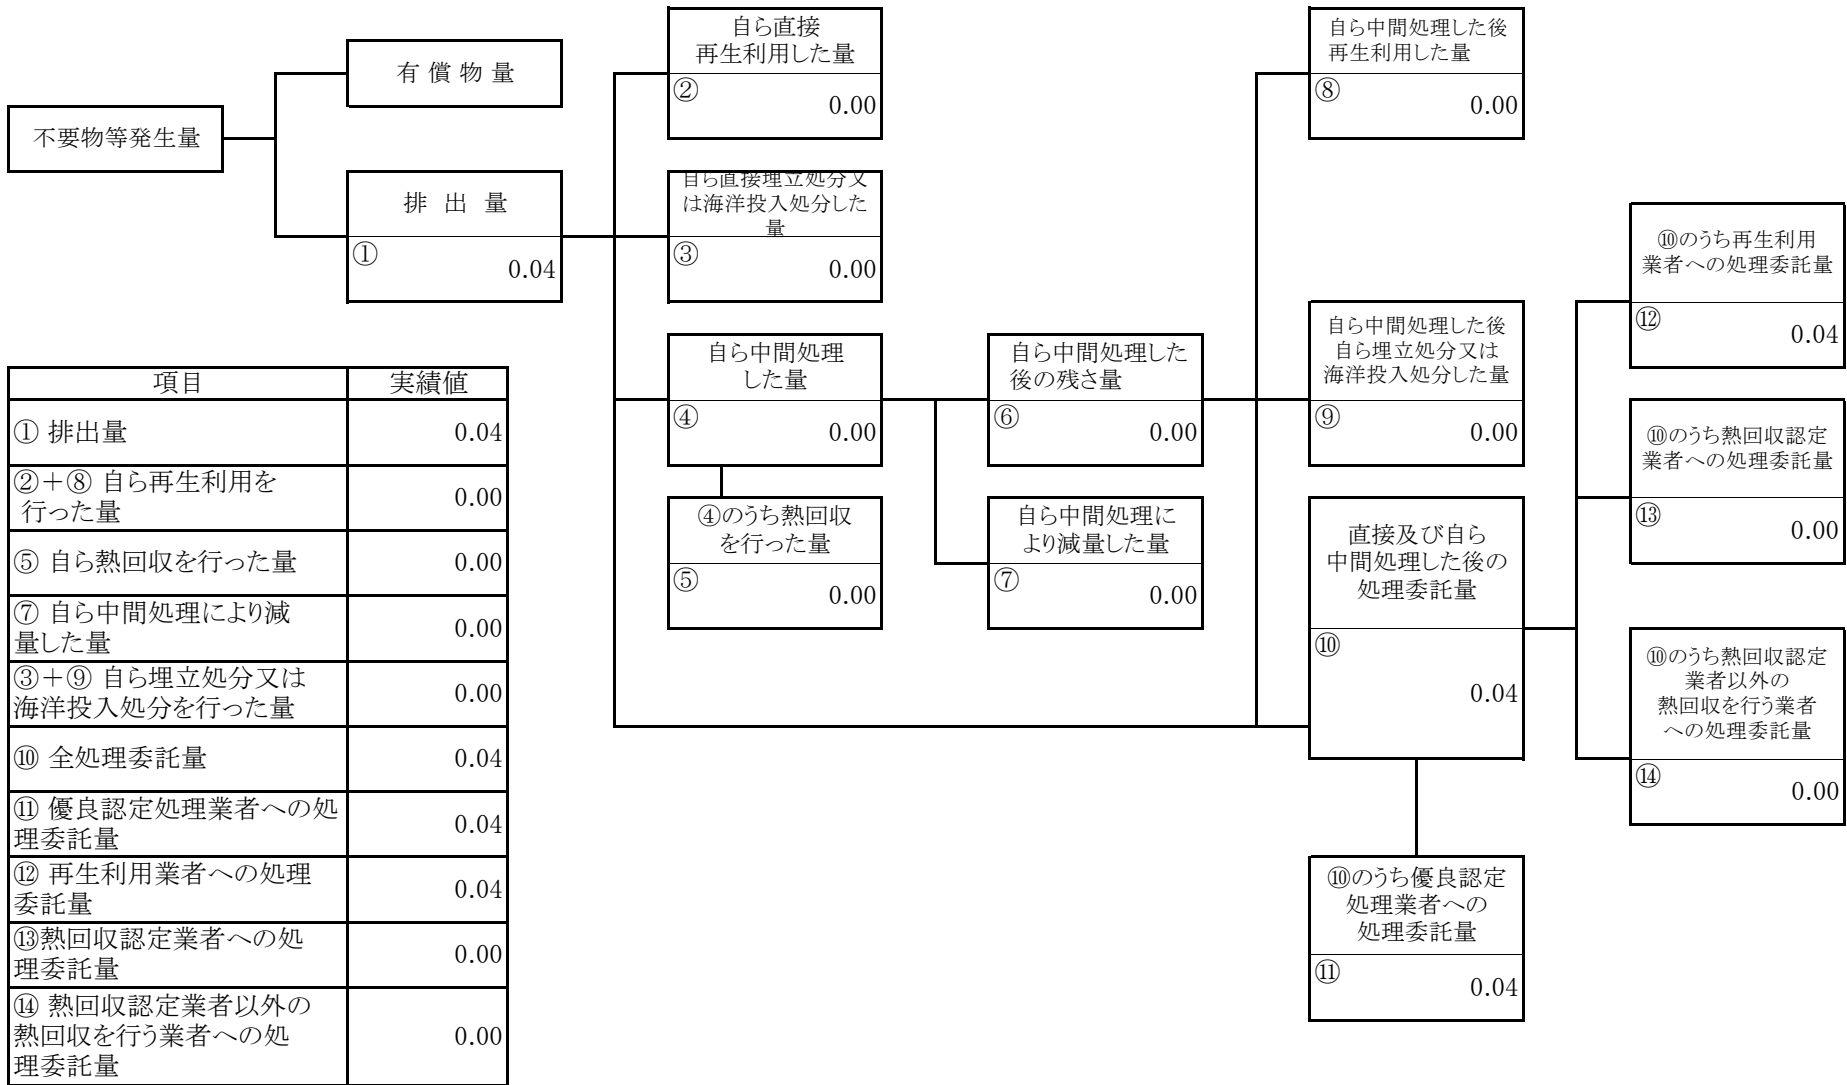 不要物等発生量
有 償 物 量
排 出 量
①
0.04
自ら直接
再生利用した量
②
0.00
自ら直接埋立処分又
は海洋投入処分した
量
③
0.00
自ら中間処理
した量
④
0.00
④のうち熱回収
を行った量
⑤
0.00
自ら中間処理した
後の残さ量
⑥
0.00
自ら中間処理に
より減量した量
⑦
0.00
自ら中間処理した後
再生利用した量
⑧
0.00
自ら中間処理した後
自ら埋立処分又は
海洋投入処分した量
⑨
0.00
直接及び自ら
中間処理した後の
処理委託量
⑩
0.04
⑩のうち優良認定
処理業者への
処理委託量
⑪
0.04
⑩のうち再生利用
業者への処理委託量
⑫
0.04
⑩のうち熱回収認定
業者への処理委託量
⑬
0.00
⑩のうち熱回収認定
業者以外の
熱回収を行う業者
への処理委託量
⑭
0.00
項目 実績値
① 排出量 0.04
②+⑧ 自ら再生利用を
行った量 0.00
⑤ 自ら熱回収を行った量 0.00
⑦ 自ら中間処理により減
量した量 0.00
③+⑨ 自ら埋立処分又は
海洋投入処分を行った量 0.00
⑩ 全処理委託量 0.04
⑪ 優良認定処理業者への処
理委託量 0.04
⑫ 再生利用業者への処理
委託量 0.04
⑬熱回収認定業者への処
理委託量 0.00
⑭ 熱回収認定業者以外の
熱回収を行う業者への処
理委託量 0.00